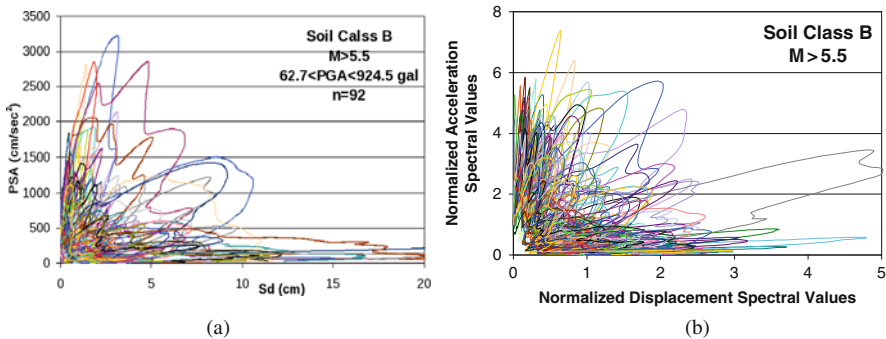 3500
3000
2500
2000
1500
1000
500
0
PSA (cm/sec²)
Soil Calss B
M>5.5
62.7<PGA<924.5 gal
n=92
0 5 10 15 20
Sd (cm)
(a)
8
6
4
2
0
Normalized Acceleration
Spectral Values
Soil Class B
M>5.5
0 1 2 3 4 5
Normalized Displacement Spectral Values
(b)